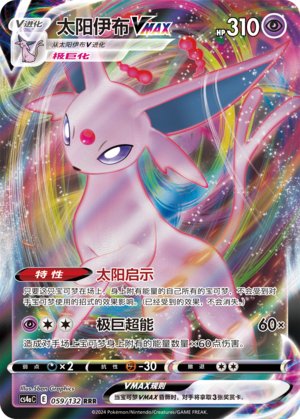 V进化
太阳伊布VMAX
HP310
从太阳伊布V进化
极巨化
特性 太阳启示
只要这只宝可梦在场上，身上附有能量的自己所有的宝可梦，不会受到对
手宝可梦使用的招式的效果影响。（已经受到的效果，不会消失。）
极巨超能 60×
造成对手场上宝可梦身上附有的能量数量×60点伤害。
弱点 ×2 抵抗力 -30 撤退
Illus. 5ban Graphics
VMAX规则
当宝可梦VMAX【昏厥】时，对手将拿取3张奖赏卡。
CS4aC E 059/132 RRR
©2024 Pokémon/Nintendo/Creatures/GAME FREAK.